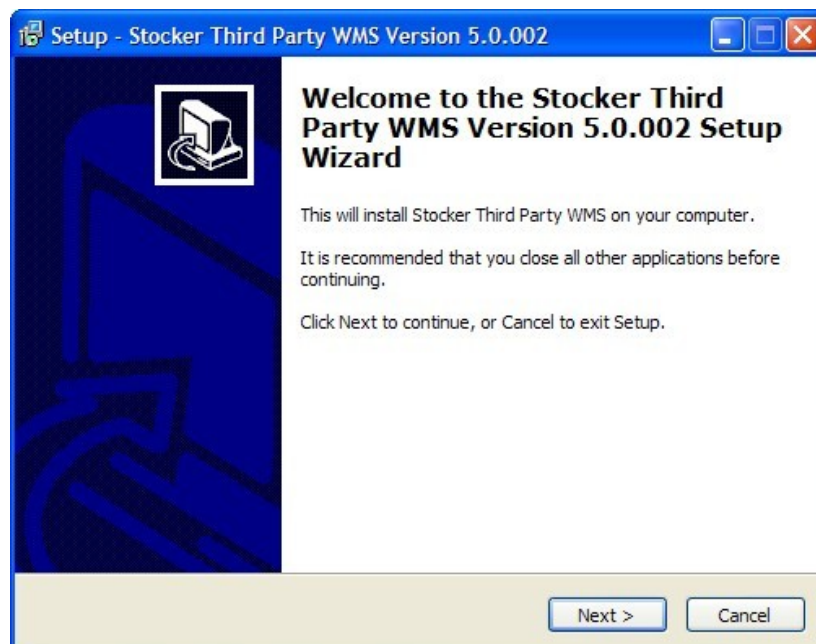 Setup - Stocker Third Party WMS Version 5.0.002
Welcome to the Stocker Third
Party WMS Version 5.0.002 Setup
Wizard
This will install Stocker Third Party WMS on your computer.
It is recommended that you close all other applications before
continuing.
Click Next to continue, or Cancel to exit Setup.
Next >
Cancel